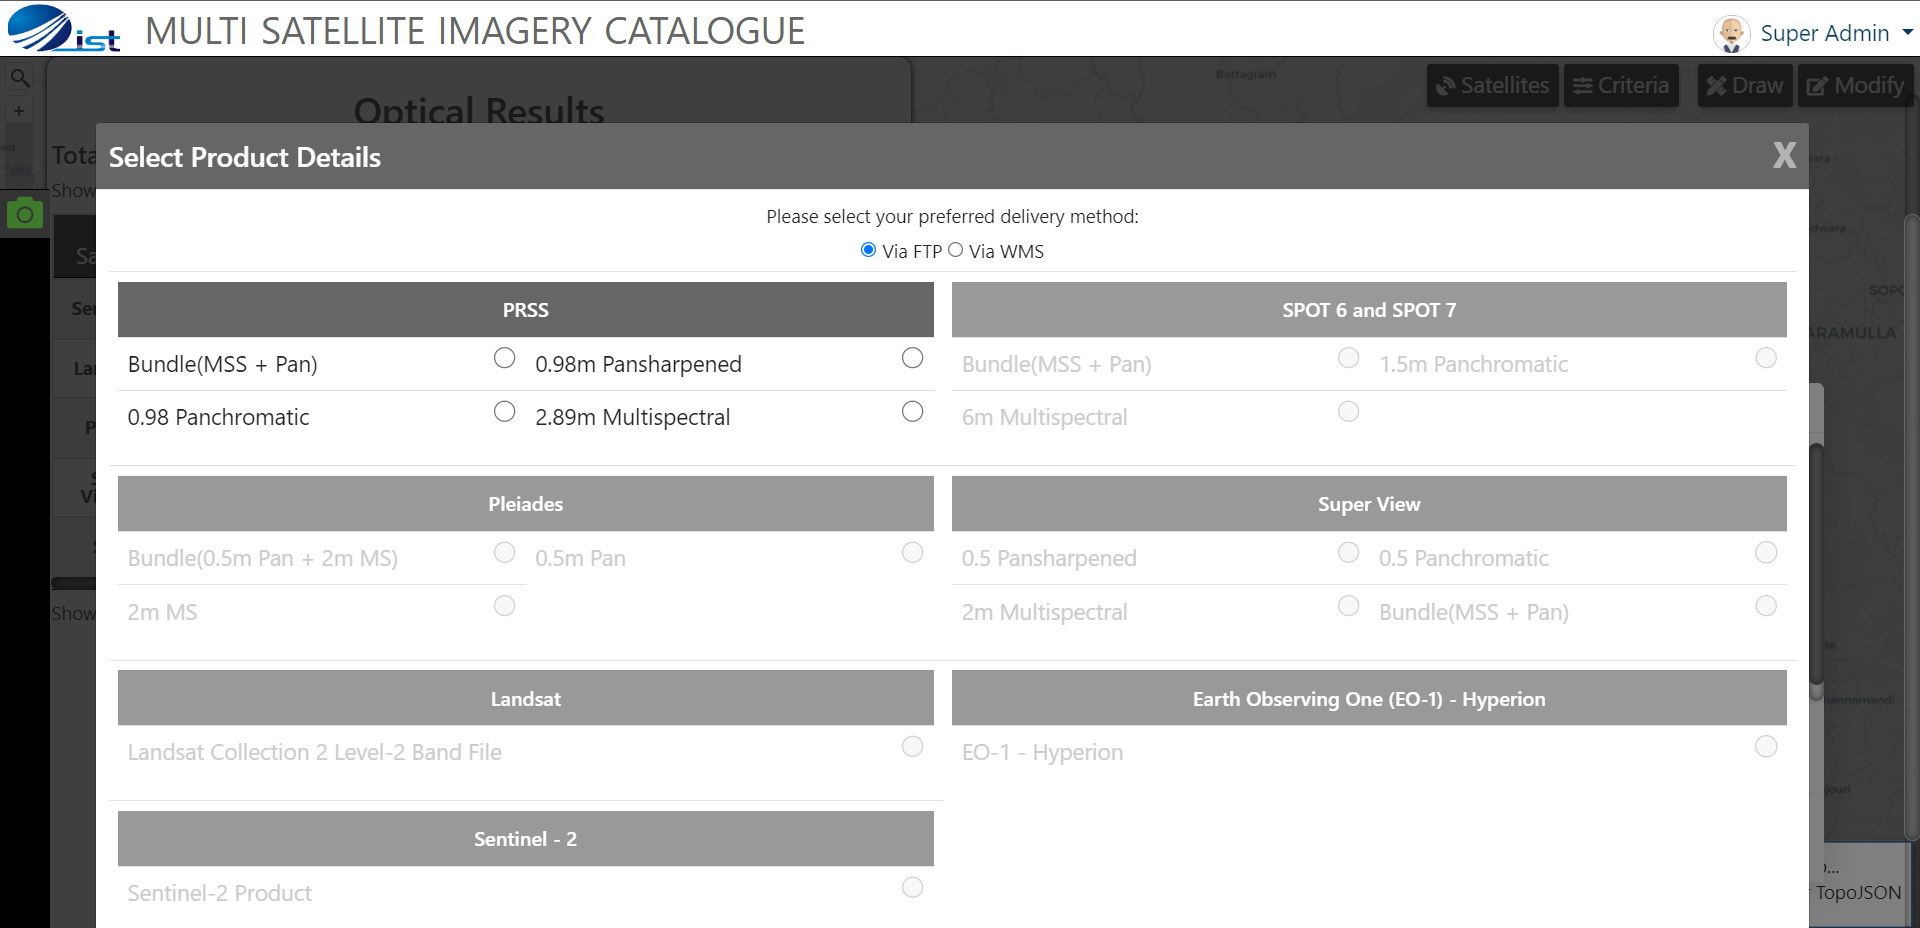 ist
MULTI SATELLITE IMAGERY CATALOGUE
Super Admin
Battagram
Satellites
Criteria
Draw
Modify
Optical Results
Select Product Details
X
Please select your preferred delivery method:
Via FTP Via WMS
PRSS
Bundle(MSS + Pan)
0.98m Pansharpened
0.98 Panchromatic
2.89m Multispectral
SPOT 6 and SPOT 7
Bundle(MSS + Pan)
1.5m Panchromatic
6m Multispectral
Pleiades
Bundle(0.5m Pan + 2m MS)
0.5m Pan
2m MS
Super View
0.5 Pansharpened
0.5 Panchromatic
2m Multispectral
Bundle(MSS + Pan)
Landsat
Landsat Collection 2 Level-2 Band File
Earth Observing One (EO-1) - Hyperion
EO-1 - Hyperion
Sentinel - 2
Sentinel-2 Product
TopoJSON